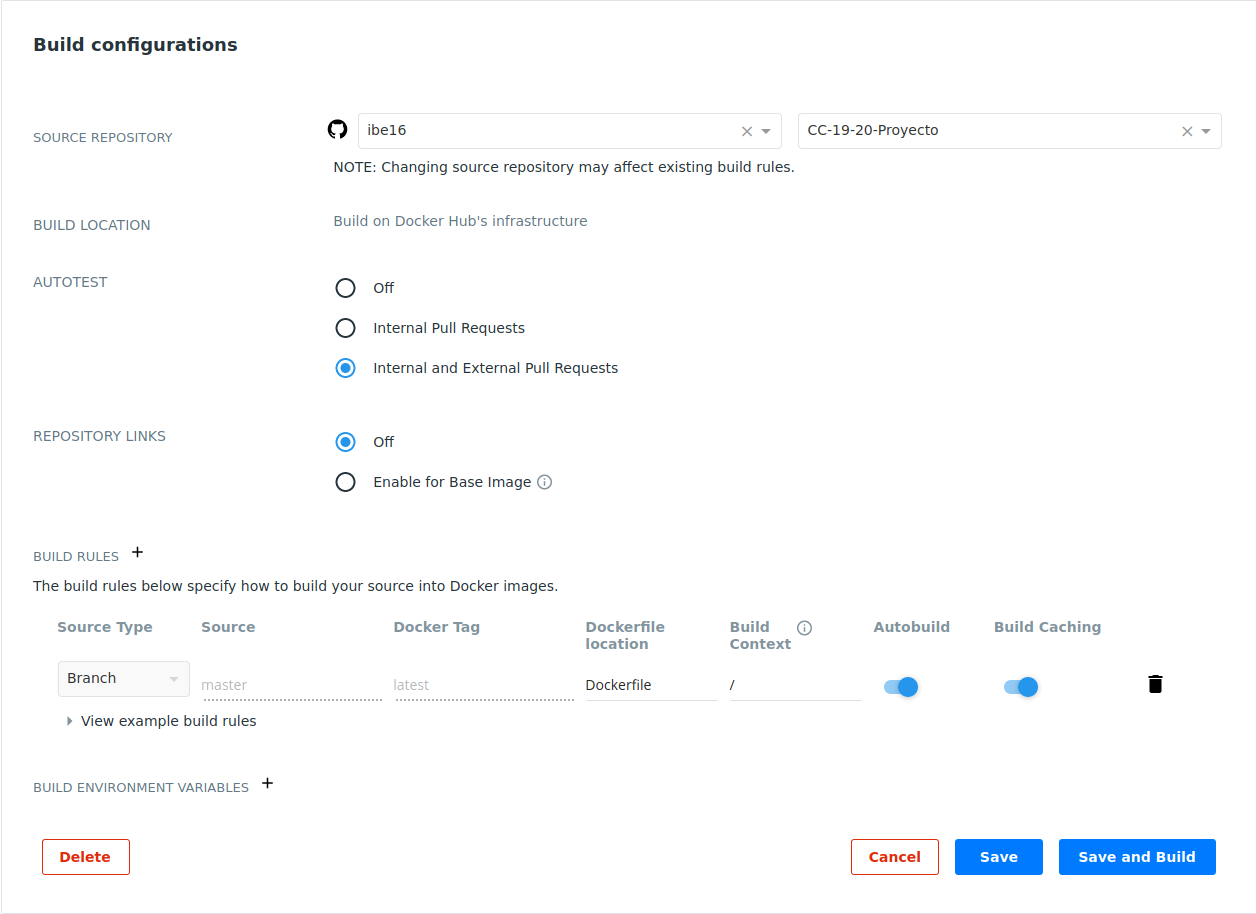 Build configurations
SOURCE REPOSITORY
ibe16
CC-19-20-Proyecto
NOTE: Changing source repository may affect existing build rules.
BUILD LOCATION
Build on Docker Hub's infrastructure
AUTOTEST
Off
Internal Pull Requests
Internal and External Pull Requests
REPOSITORY LINKS
Off
Enable for Base Image
BUILD RULES +
The build rules below specify how to build your source into Docker images.
Source Type
Source
Docker Tag
Dockerfile
location
Build
Context
Autobuild
Build Caching
Branch
master
latest
Dockerfile
/
View example build rules
BUILD ENVIRONMENT VARIABLES +
Delete
Cancel
Save
Save and Build